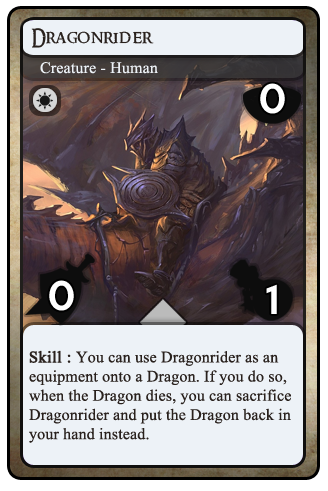 Dragonrider
Creature - Human
0
0
1
Skill : You can use Dragonrider as an
equipment onto a Dragon. If you do so,
when the Dragon dies, you can sacrifice
Dragonrider and put the Dragon back in
your hand instead.